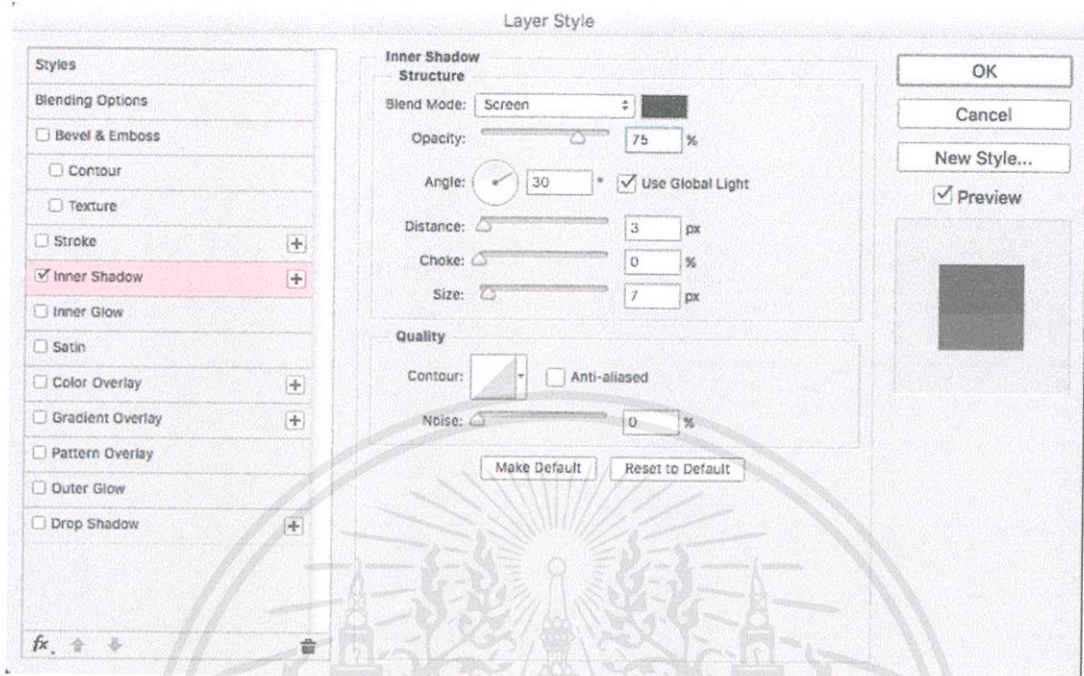 Layer Style
Styles
Blending Options
Bevel & Emboss
Contour
Texture
Stroke
Inner Shadow
Inner Glow
Satin
Color Overlay
Gradient Overlay
Pattern Overlay
Outer Glow
Drop Shadow
fx.
Inner Shadow
Structure
Blend Mode: Screen
Opacity: 75 %
Angle: 30 ° Use Global Light
Distance: 3 px
Choke: 0 %
Size: 7 px
Quality
Contour: Anti-aliased
Noise: 0 %
Make Default Reset to Default
OK
Cancel
New Style...
Preview